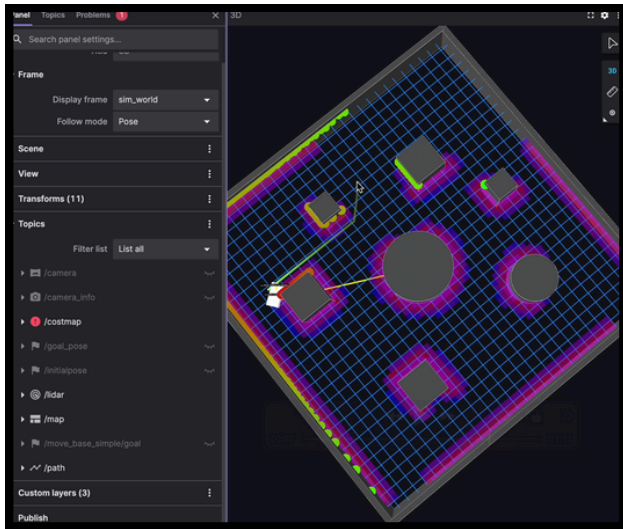 Panel Topics Problems 1
3D
Search panel settings...
Frame
Display frame sim_world
Follow mode Pose
Scene
View
Transforms (11)
Topics
Filter list List all
/camera
/camera_info
/costmap
/goal_pose
/initialpose
/lidar
/map
/move_base_simple/goal
/path
Custom layers (3)
Publish
3D